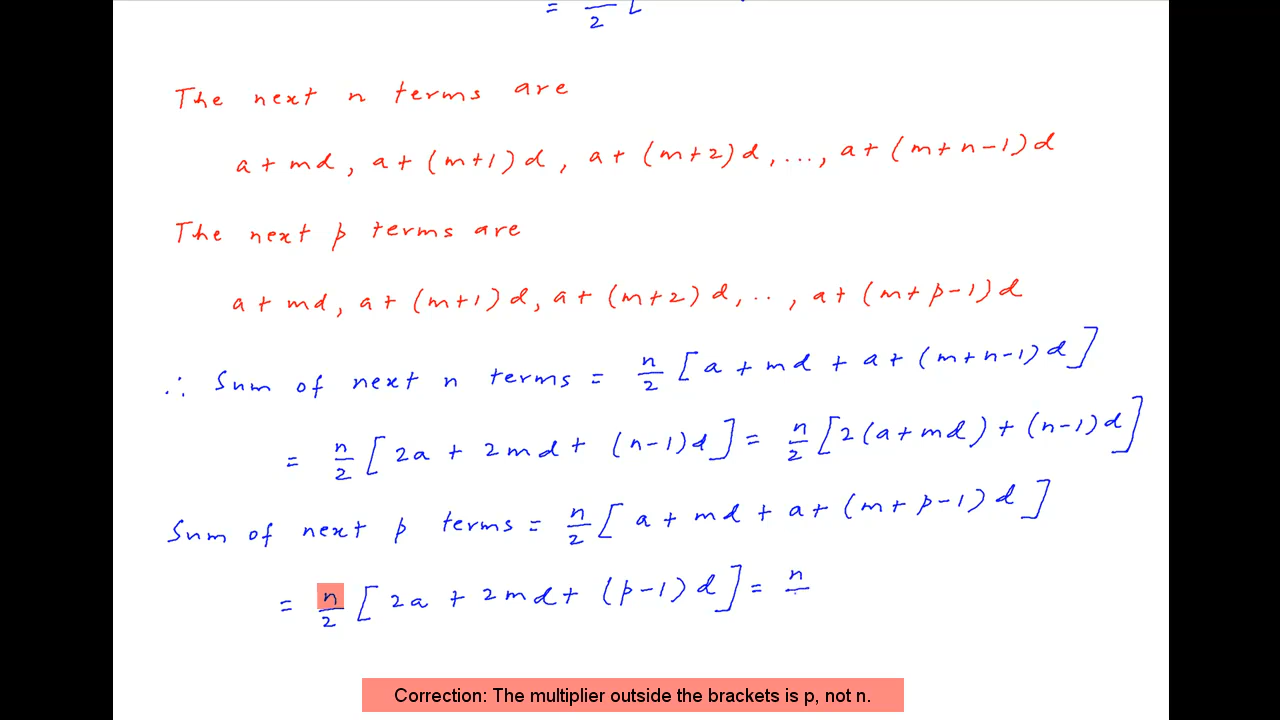 = n/2 [
The next n terms are
a + md, a + (m+1)d, a + (m+2)d, ..., a + (m+n-1)d
The next p terms are
a + md, a + (m+1)d, a + (m+2)d, .., a + (m+p-1)d
∴ Sum of next n terms = n/2 [a + md + a + (m+n-1)d]
= n/2 [2a + 2md + (n-1)d] = n/2 [2(a+md) + (n-1)d]
Sum of next p terms = n/2 [a + md + a + (m+p-1)d]
= n/2 [2a + 2md + (p-1)d] = n
Correction: The multiplier outside the brackets is p, not n.